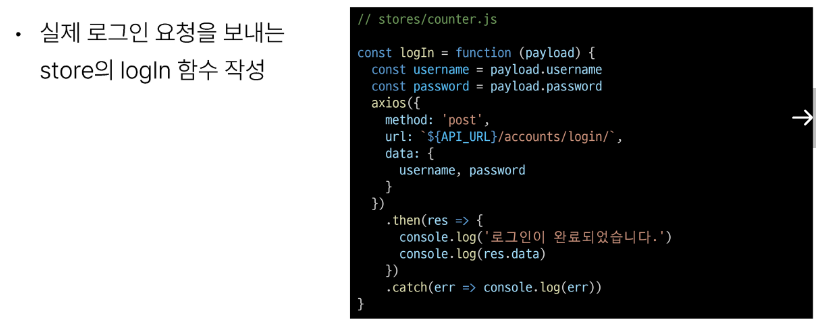 • 실제 로그인 요청을 보내는
store의 logIn 함수 작성
// stores/counter.js
const logIn = function (payload) {
  const username = payload.username
  const password = payload.password
  axios({
    method: 'post',
    url: `${API_URL}/accounts/login/`,
    data: {
      username, password
    }
  })
    .then(res => {
      console.log('로그인이 완료되었습니다.')
      console.log(res.data)
    })
    .catch(err => console.log(err))
}